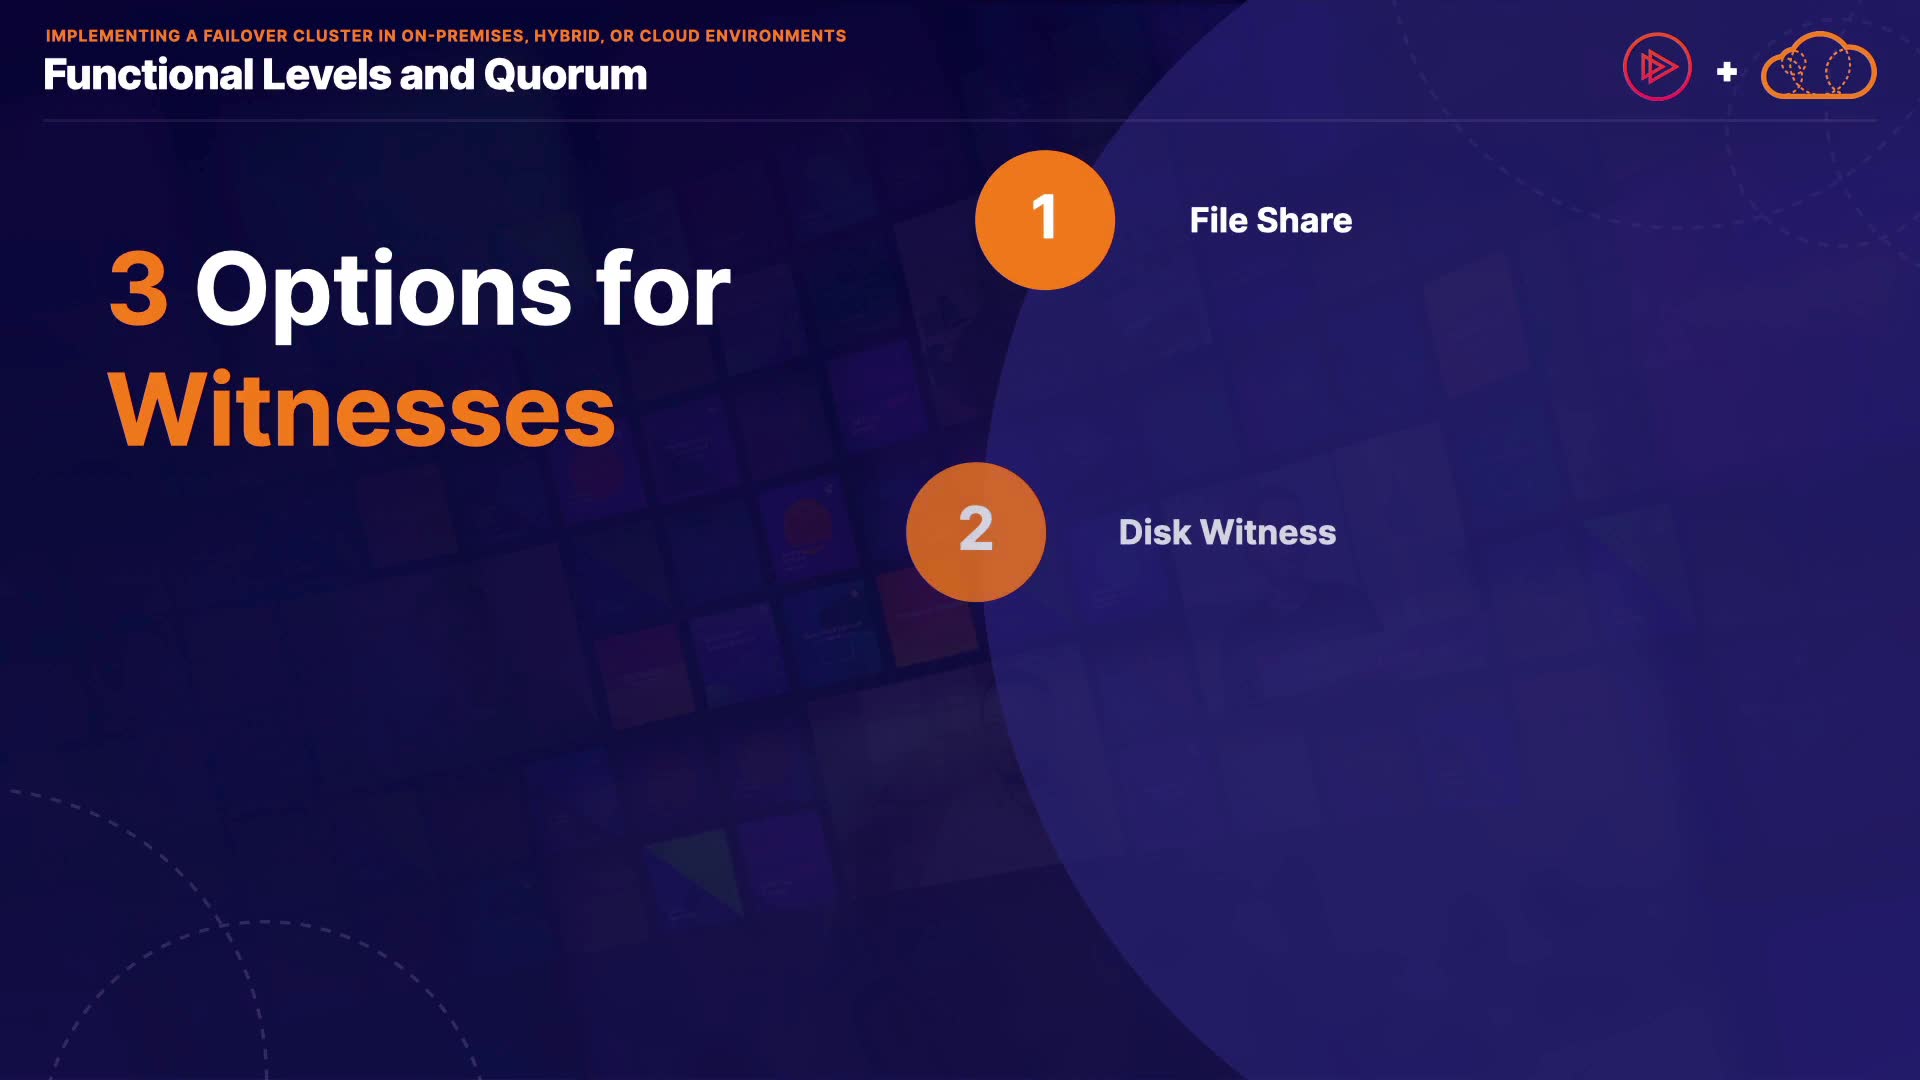 IMPLEMENTING A FAILOVER CLUSTER IN ON-PREMISES, HYBRID, OR CLOUD ENVIRONMENTS
Functional Levels and Quorum
3 Options for
Witnesses
1
File Share
2
Disk Witness